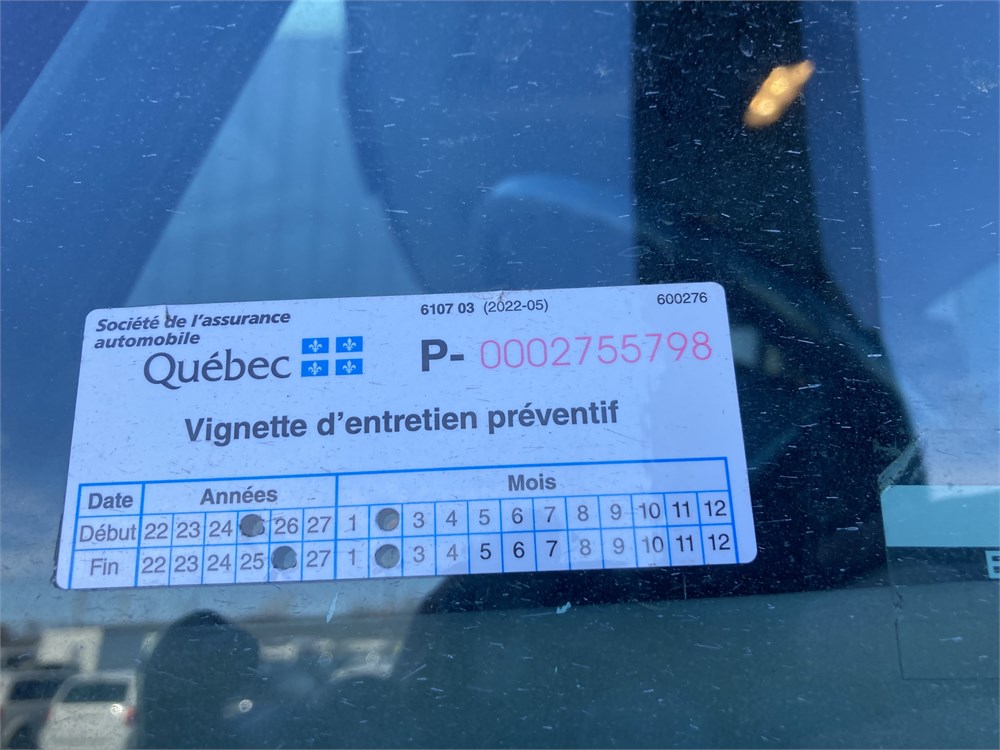 Société de l'assurance
automobile
Québec
6107 03 (2022-05)
600276
P- 0002755798
Vignette d'entretien préventif
Date Années Mois
Début 22 23 24 26 27 1 3 4 5 6 7 8 9 10 11 12
Fin 22 23 24 25 27 1 3 4 5 6 7 8 9 10 11 12